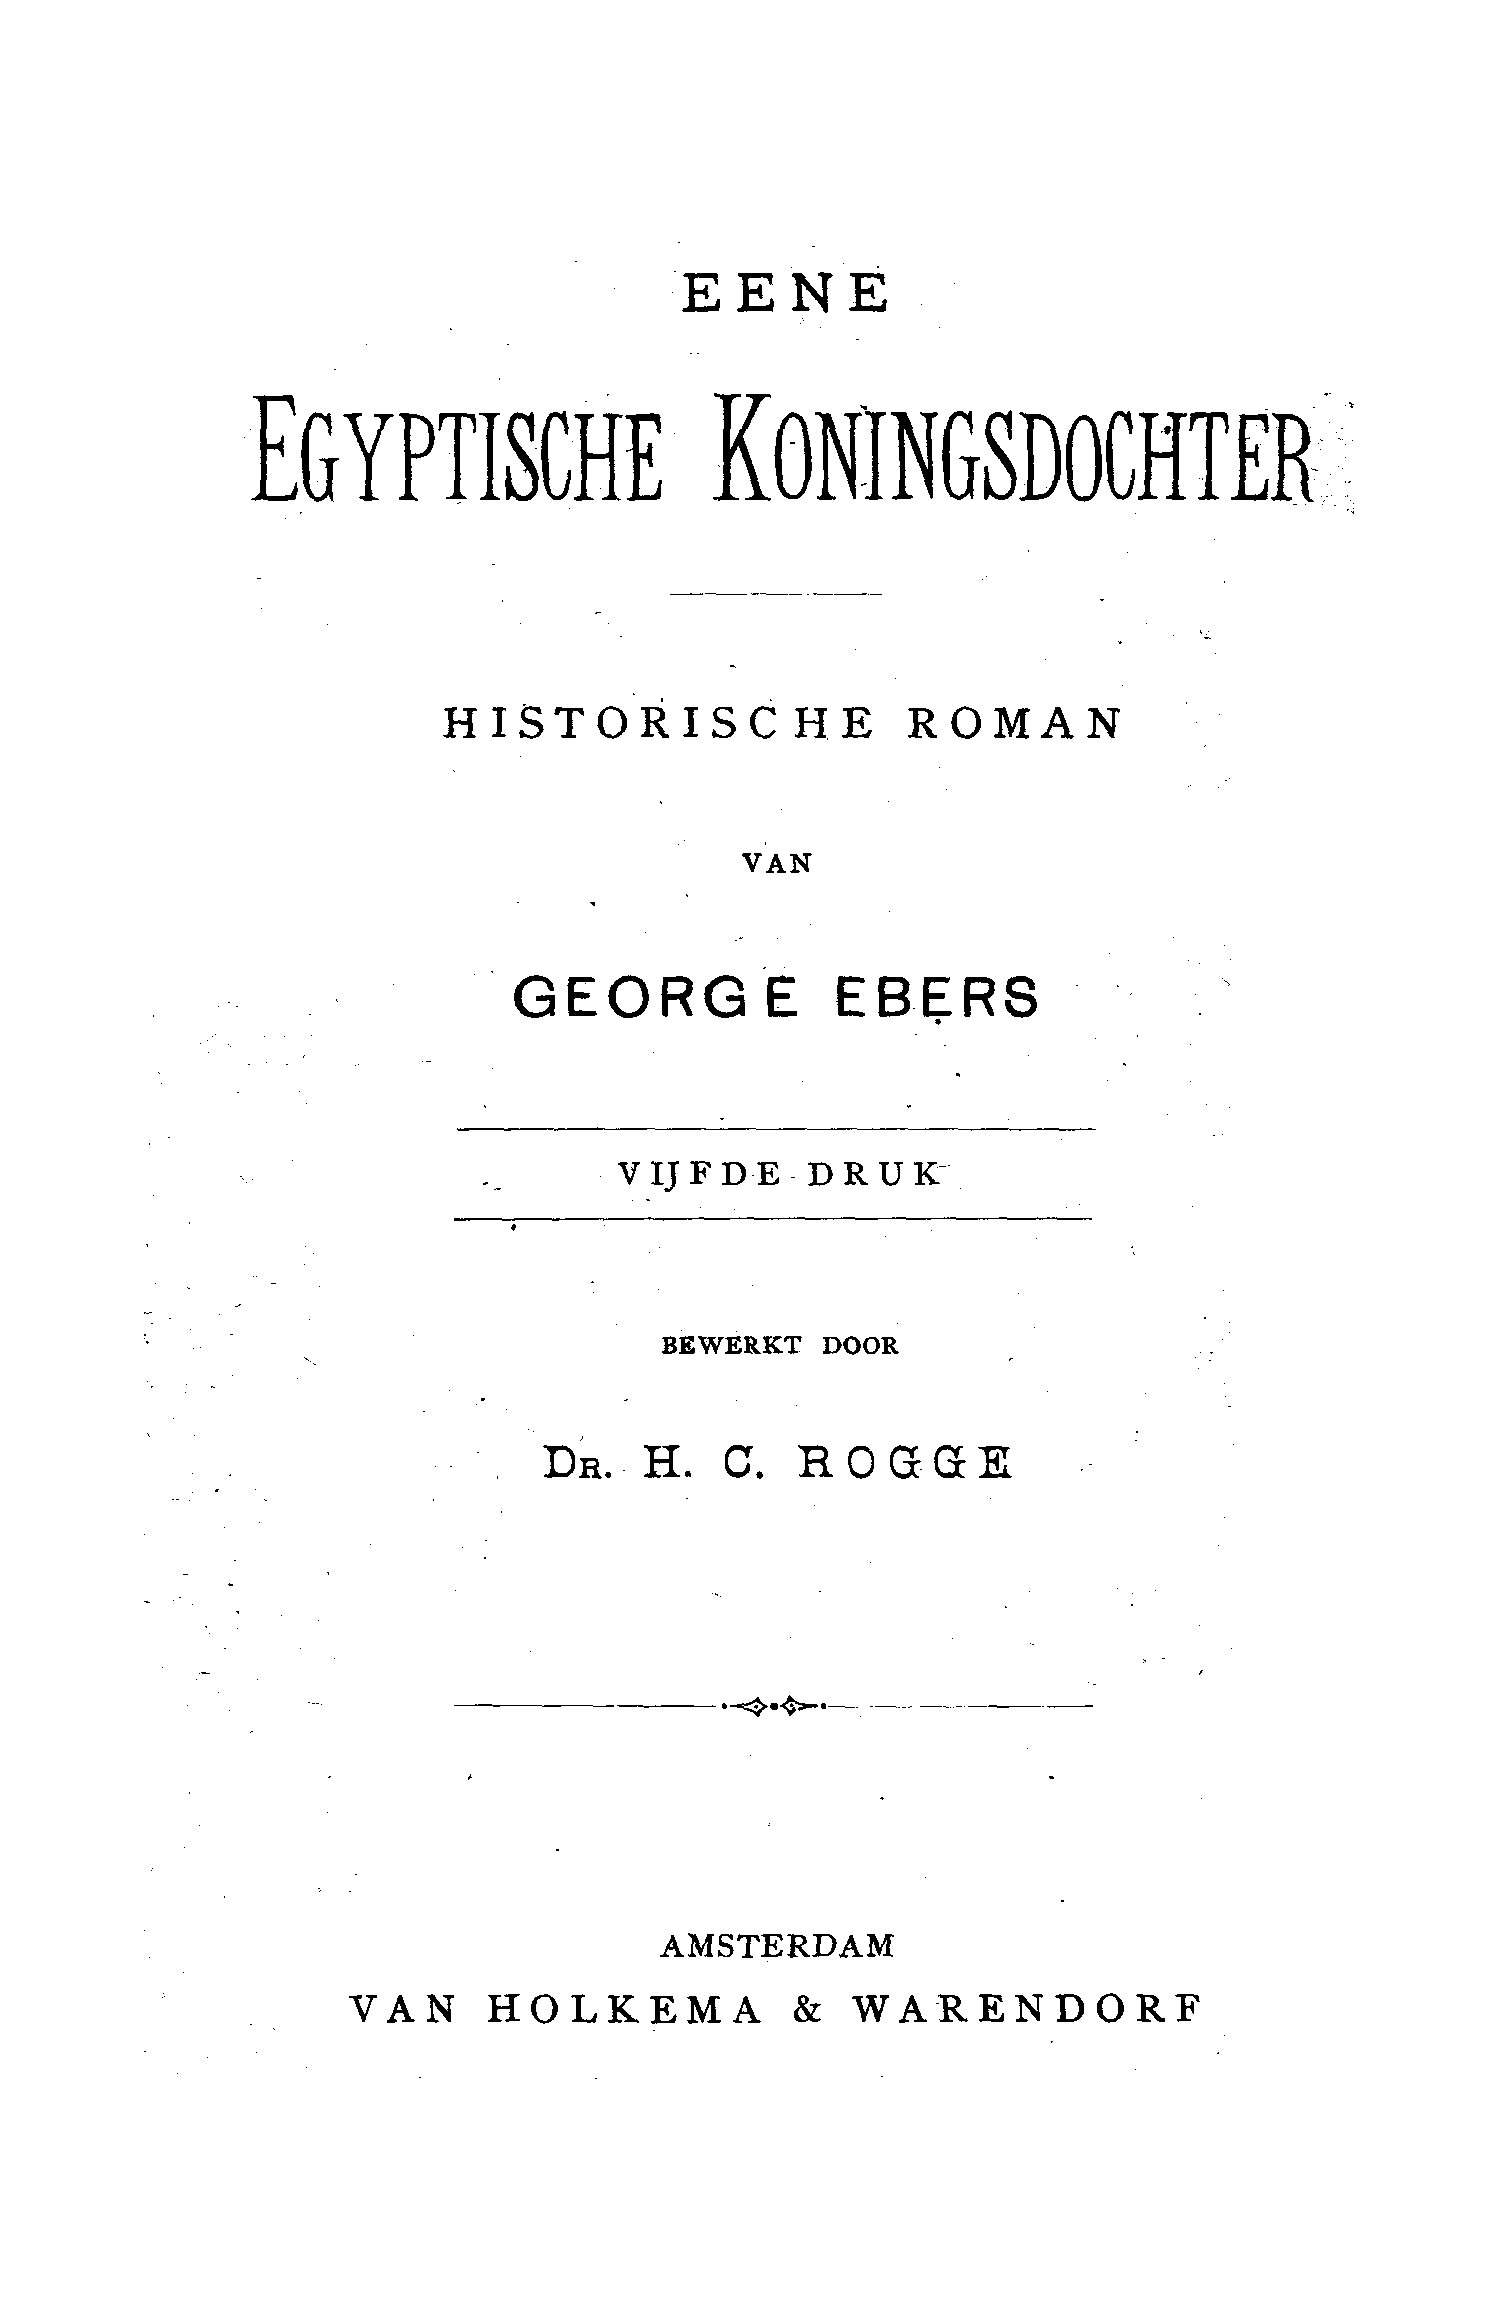 EENE
EGYPTISCHE KONINGSDOCHTER
HISTORISCHE ROMAN
VAN
GEORGE EBERS
VIJFDE DRUK
BEWERKT DOOR
DR. H. C. ROGGE
AMSTERDAM
VAN HOLKEMA & WARENDORF